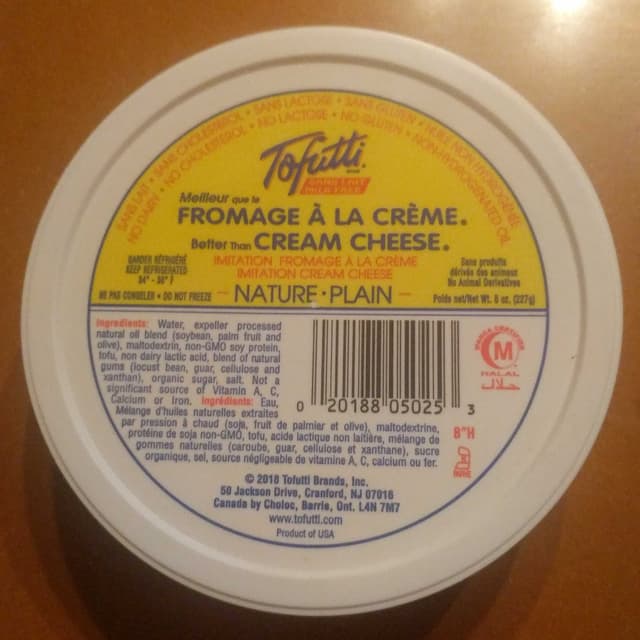 SANS LAIT • SANS CHOLESTEROL • SANS LACTOSE • SANS GLUTEN • HUILE NON HYDROGÉNEE
NO DAIRY • NO CHOLESTEROL • NO LACTOSE • NO GLUTEN • NON-HYDROGENATED OIL
Tofutti
BRAND
SANS LAIT
MILK FREE
Meilleur que le
FROMAGE À LA CRÈME.
Better Than CREAM CHEESE.
IMITATION FROMAGE À LA CRÈME
IMITATION CREAM CHEESE
GARDER RÉFRIGÉRÉ
KEEP REFRIGERATED
34° - 38° F
NE PAS CONGELER • DO NOT FREEZE
NATURE • PLAIN
Sans produits
dérivés des animaux
No Animal Derivatives
Poids net/Net Wt. 8 oz. (227g)
Ingredients: Water, expeller processed
natural oil blend (soybean, palm fruit and
olive), maltodextrin, non-GMO soy protein,
tofu, non dairy lactic acid, blend of natural
gums (locust bean, guar, cellulose and
xanthan), organic sugar, salt. Not a
significant source of Vitamin A, C,
Calcium or Iron. Ingrédients: Eau,
Mélange d'huiles naturelles extraites
par pression à chaud (soja, fruit de palmier et olive), maltodextrine,
protéine de soja non-GMO, tofu, acide lactique non laitière, mélange de
gommes naturelles (caroube, guar, cellulose et xanthane), sucre
organique, sel, source négligeable de vitamine A, C, calcium ou fer.
0 20188 05025 3
M
HALAL
حلال
B"H
© 2018 Tofutti Brands, Inc.
50 Jackson Drive, Cranford, NJ 07016
Canada by Choloc, Barrie, Ont. L4N 7M7
www.tofutti.com
Product of USA